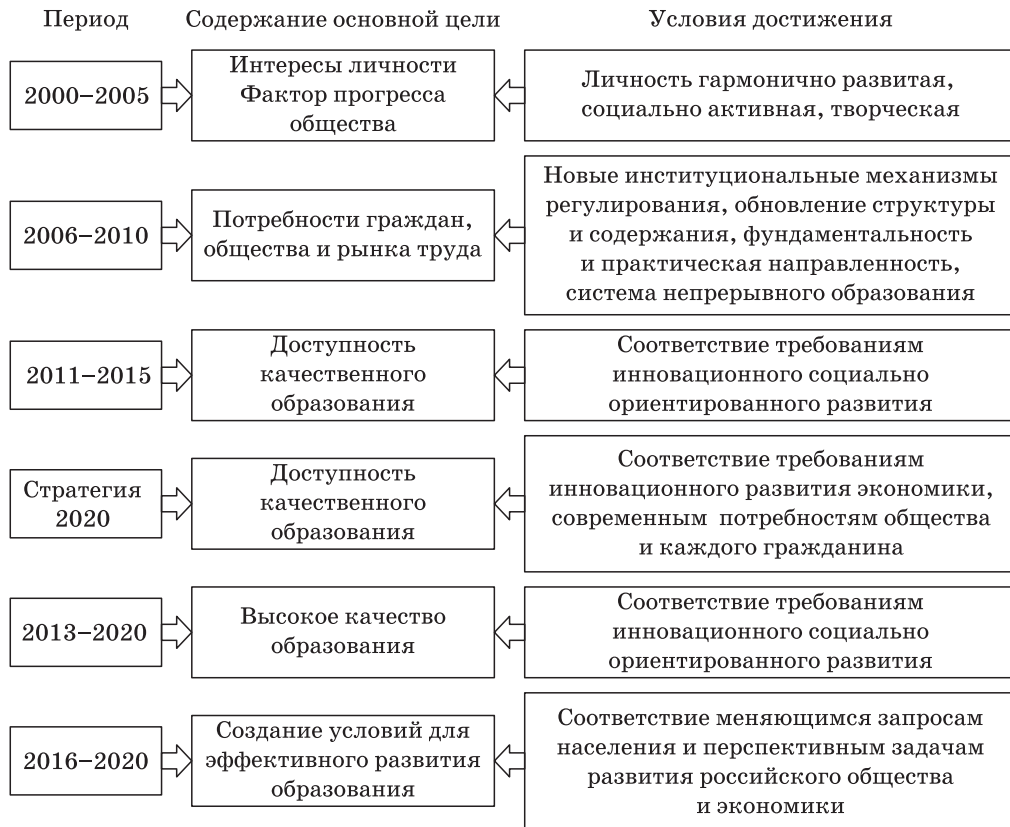 Период
Содержание основной цели
Условия достижения
2000–2005
Интересы личности
Фактор прогресса
общества
Личность гармонично развитая,
социально активная, творческая
2006–2010
Потребности граждан,
общества и рынка труда
Новые институциональные механизмы
регулирования, обновление структуры
и содержания, фундаментальность
и практическая направленность,
система непрерывного образования
2011–2015
Доступность
качественного
образования
Соответствие требованиям
инновационного социально
ориентированного развития
Стратегия
2020
Доступность
качественного
образования
Соответствие требованиям
инновационного развития экономики,
современным потребностям общества
и каждого гражданина
2013–2020
Высокое качество
образования
Соответствие требованиям
инновационного социально
ориентированного развития
2016–2020
Создание условий для
эффективного развития
образования
Соответствие меняющимся запросам
населения и перспективным задачам
развития российского общества
и экономики